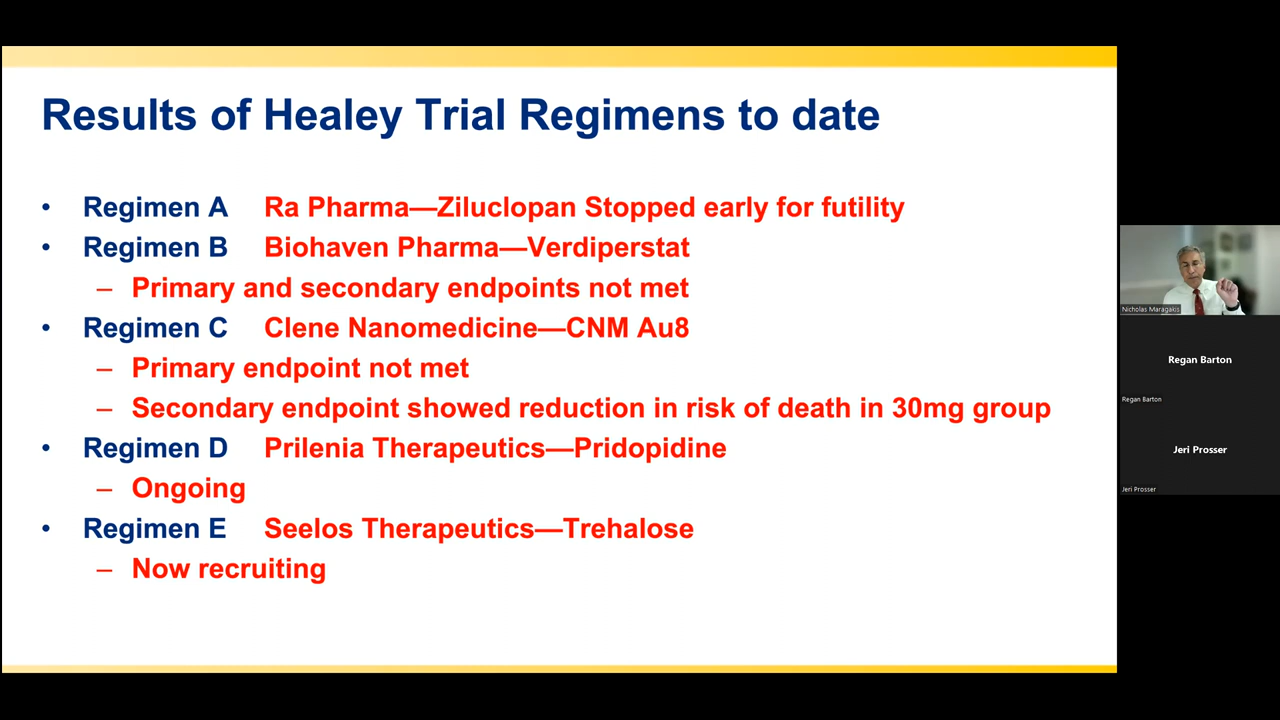 Results of Healey Trial Regimens to date
• Regimen A Ra Pharma—Ziluclopan Stopped early for futility
• Regimen B Biohaven Pharma—Verdiperstat
– Primary and secondary endpoints not met
• Regimen C Clene Nanomedicine—CNM Au8
– Primary endpoint not met
– Secondary endpoint showed reduction in risk of death in 30mg group
• Regimen D Prilenia Therapeutics—Pridopidine
– Ongoing
• Regimen E Seelos Therapeutics—Trehalose
– Now recruiting
Nicholas Maragakis
Regan Barton
Regan Barton
Jeri Prosser
Jeri Prosser